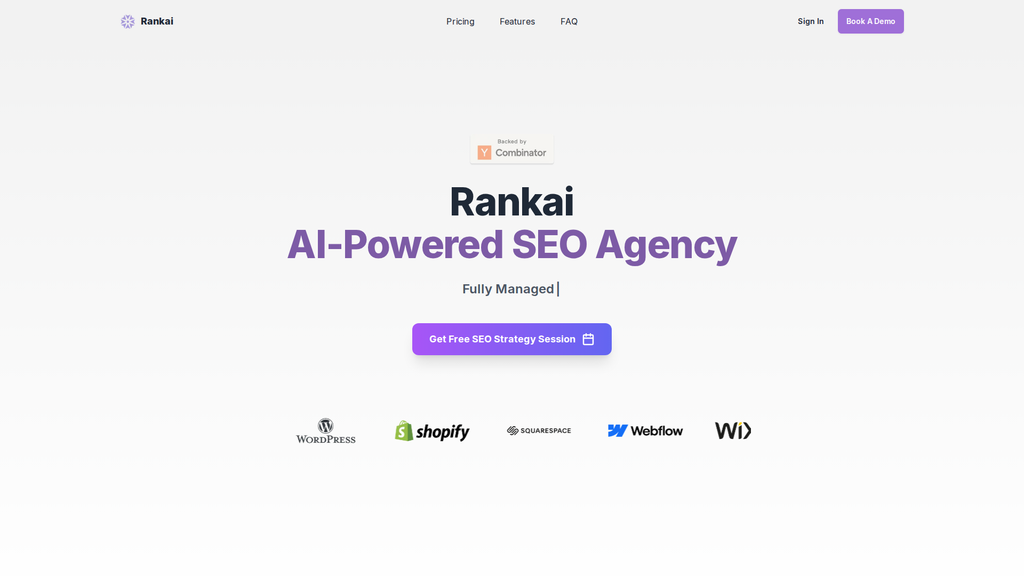 Rankai
Pricing
Features
FAQ
Sign In
Book A Demo
Backed by
Y Combinator
Rankai
AI-Powered SEO Agency
Fully Managed
Get Free SEO Strategy Session
WORDPRESS
shopify
SQUARESPACE
Webflow